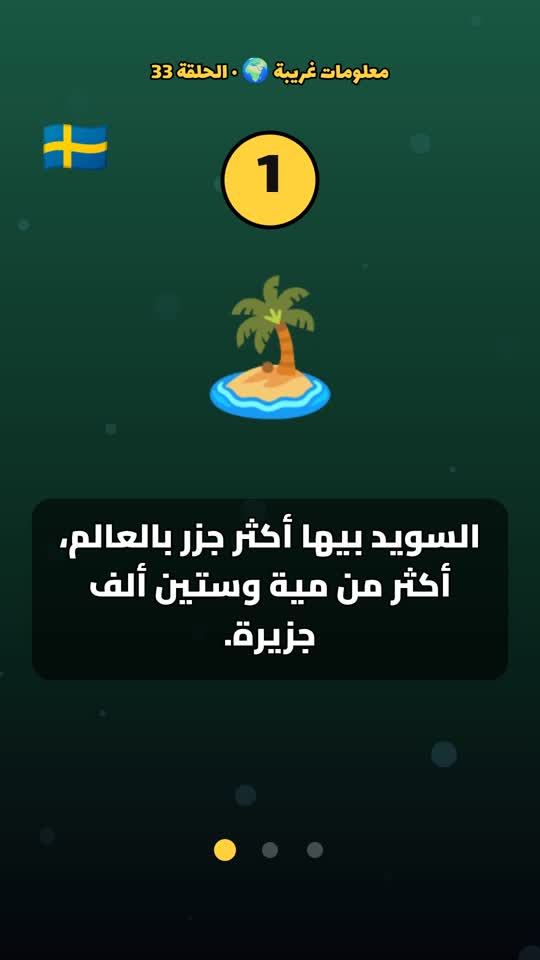 معلومات غريبة 🌍 • الحلقة 33
1
السويد بيها أكثر جزر بالعالم،
أكثر من مية وستين ألف
جزيرة.